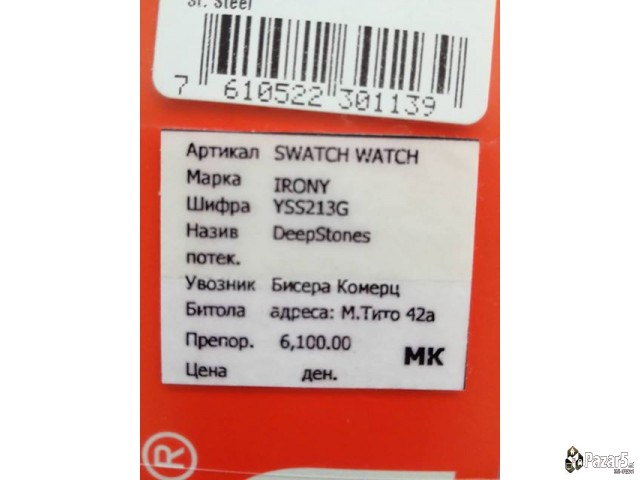 St. Steel
7 610522 301139
Артикал SWATCH WATCH
Марка IRONY
Шифра YSS213G
Назив DeepStones
потек.
Увозник Бисера Комерц
Битола адреса: М.Тито 42а
Препор. 6,100.00
Цена ден.
МК
®
Pazar5